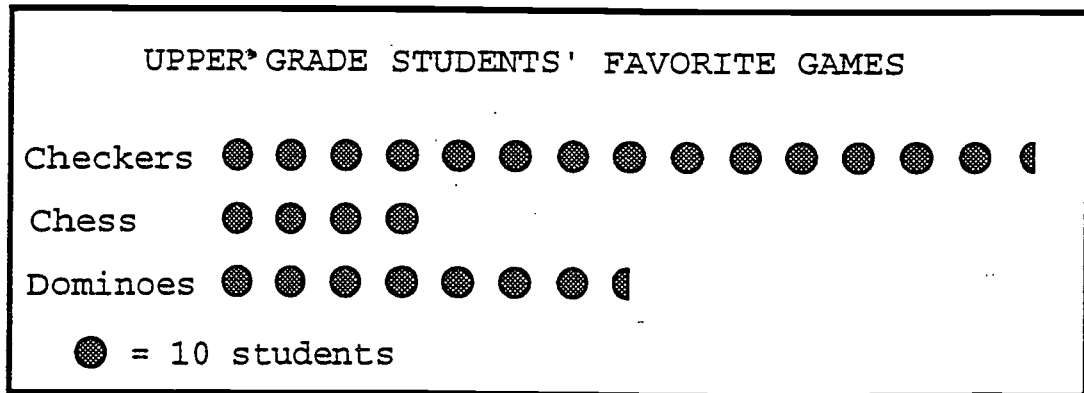 UPPER GRADE STUDENTS' FAVORITE GAMES
Checkers
Chess
Dominoes
= 10 students